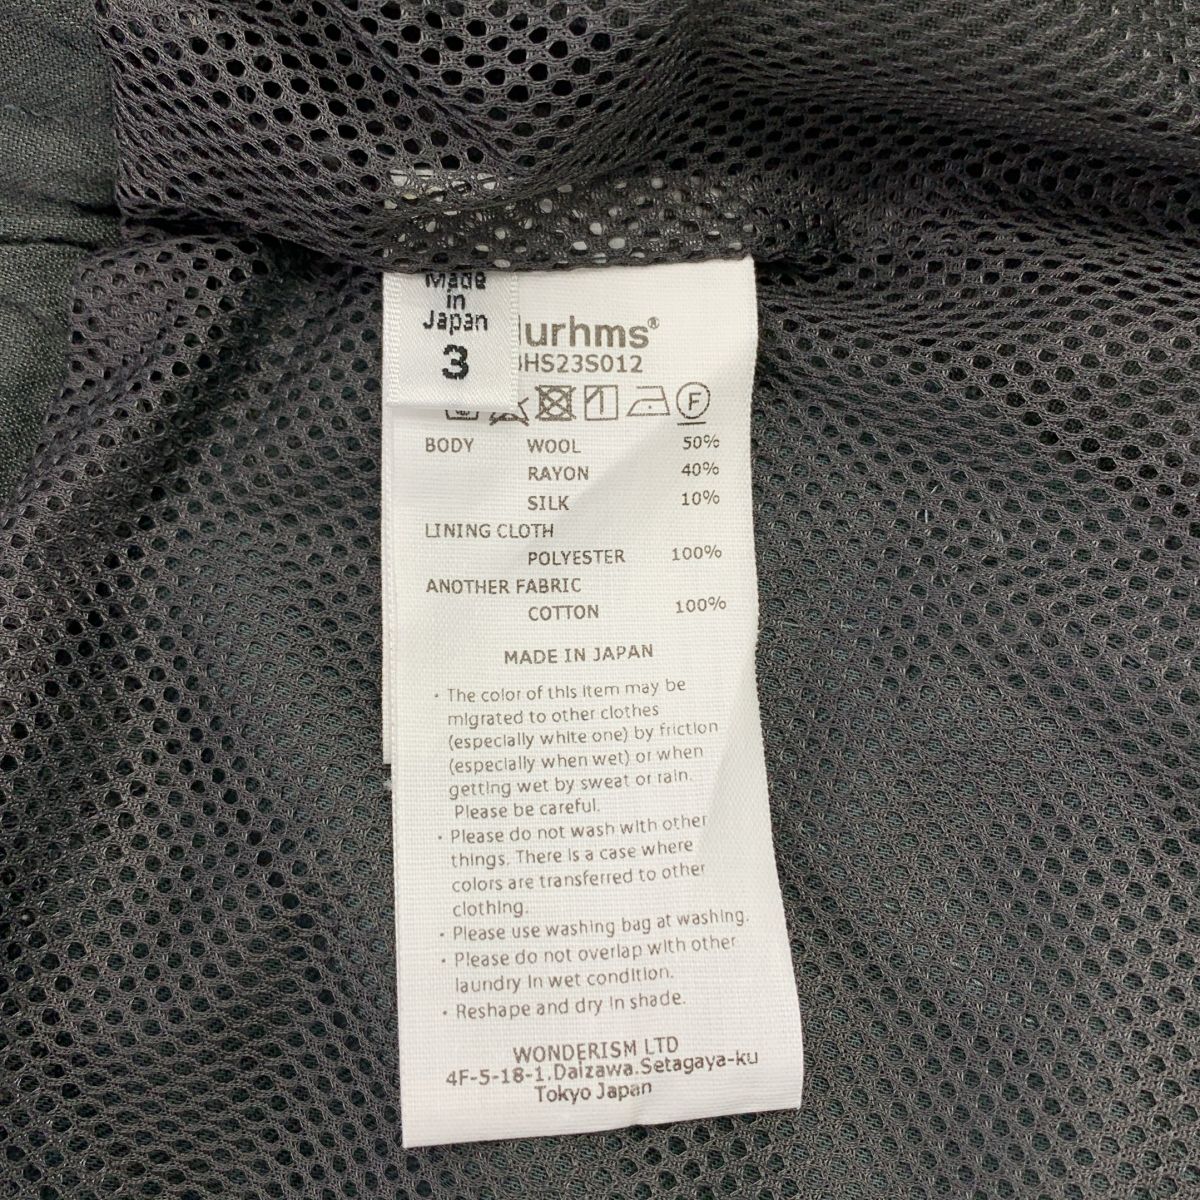 Made
in
Japan
3
urhms®
HS23S012
F
BODY WOOL 50%
RAYON 40%
SILK 10%
LINING CLOTH
POLYESTER 100%
ANOTHER FABRIC
COTTON 100%
MADE IN JAPAN
・The color of this item may be
migrated to other clothes
(especially white one) by friction
(especially when wet) or when
getting wet by sweat or rain.
Please be careful.
・Please do not wash with other
things. There is a case where
colors are transferred to other
clothing.
・Please use washing bag at washing.
・Please do not overlap with other
laundry in wet condition.
・Reshape and dry in shade.
WONDERISM LTD
4F-5-18-1.Daizawa.Setagaya-ku
Tokyo Japan